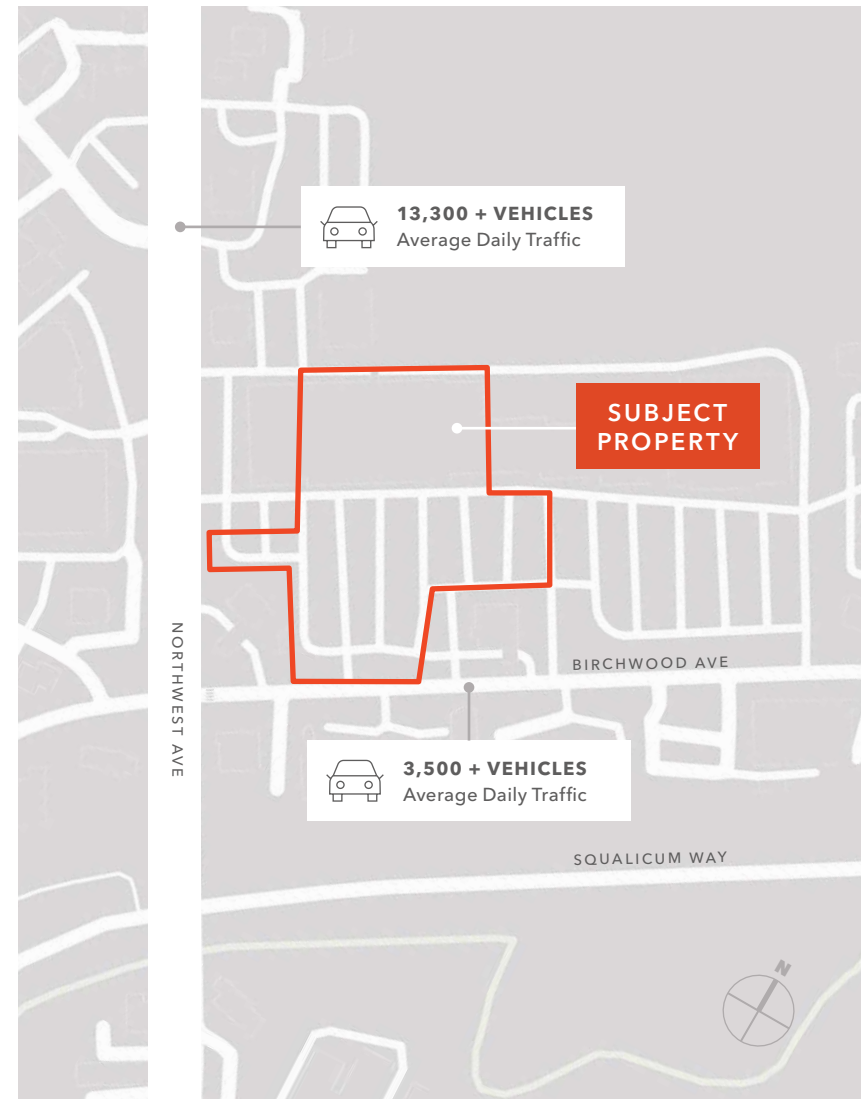 13,300 + VEHICLES
Average Daily Traffic
SUBJECT
PROPERTY
NORTHWEST AVE
BIRCHWOOD AVE
3,500 + VEHICLES
Average Daily Traffic
SQUALICUM WAY
N